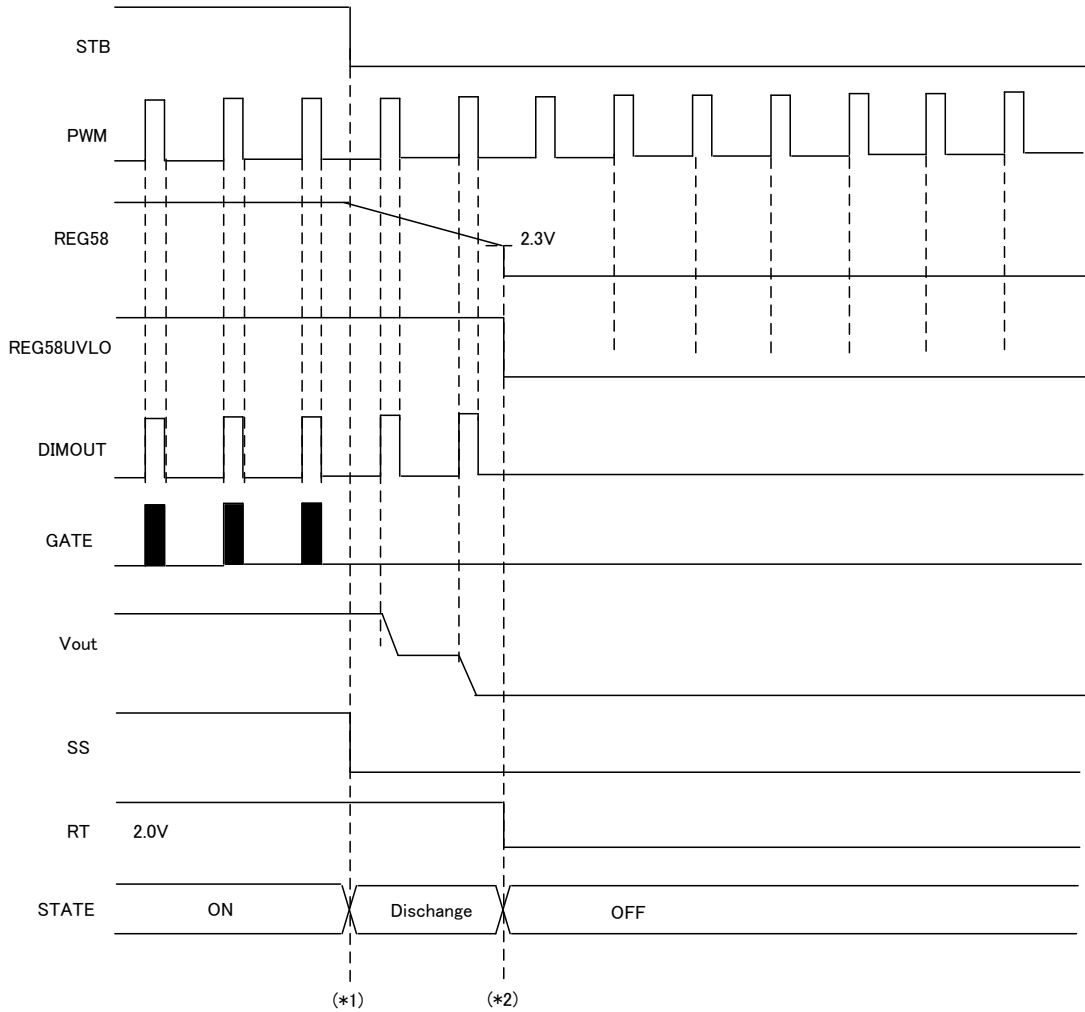 STB
PWM
REG58
2.3V
REG58UVLO
DIMOUT
GATE
Vout
SS
RT
2.0V
STATE
ON
Dischange
OFF
(*1)
(*2)